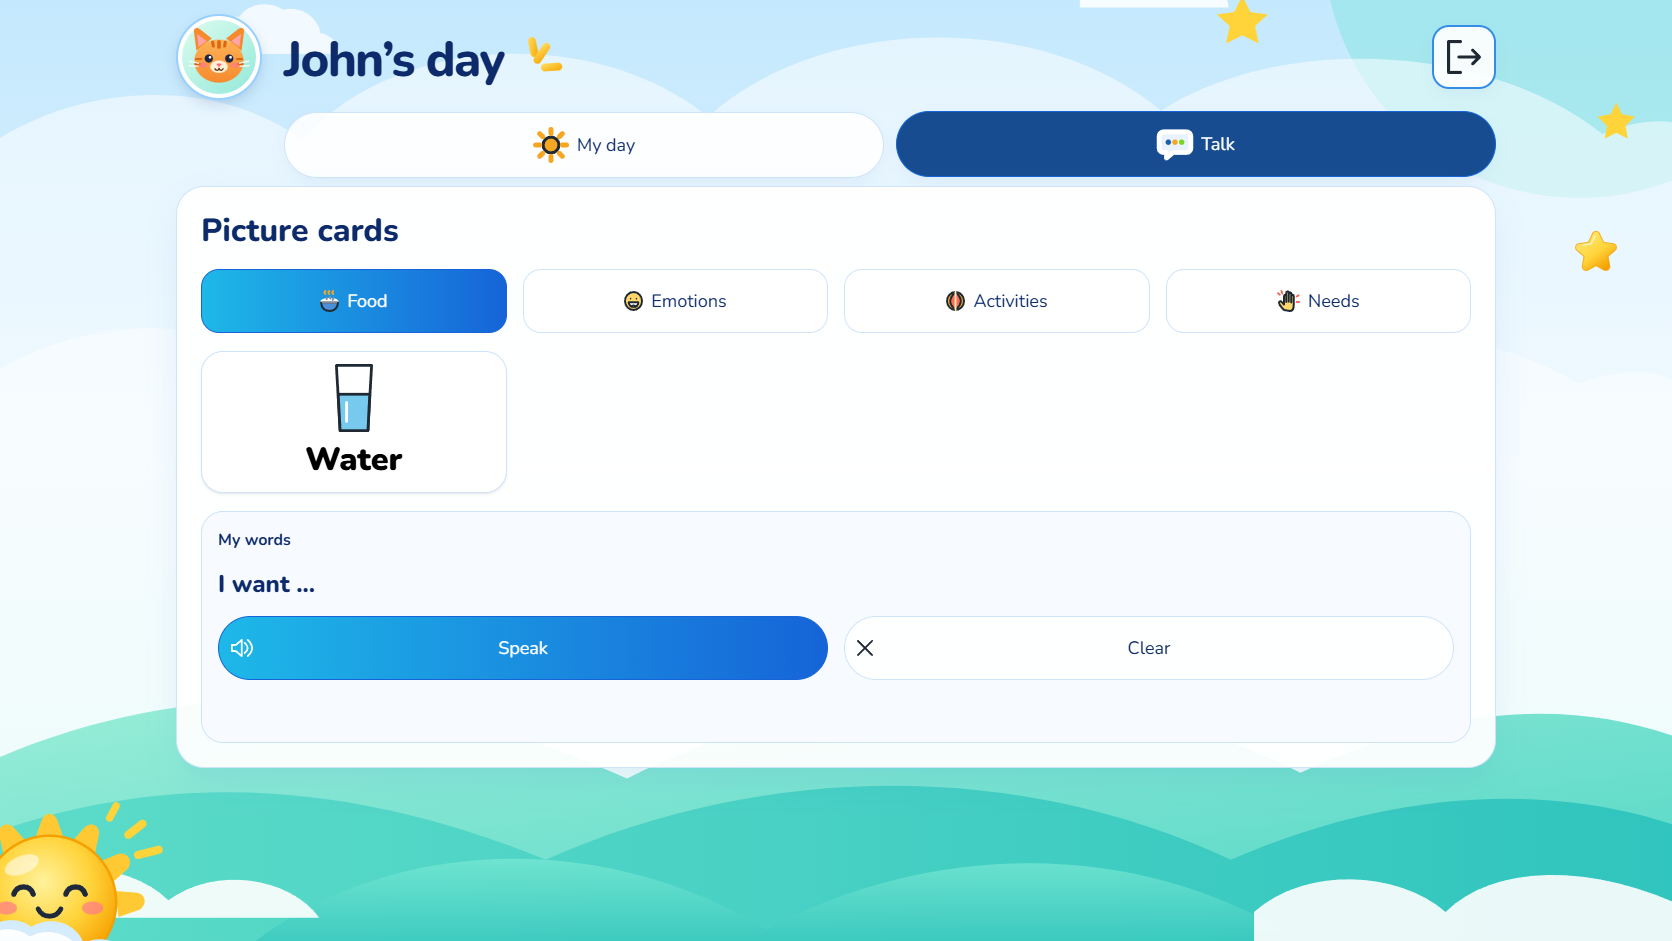 John’s day
My day
Talk
Picture cards
Food
Emotions
Activities
Needs
Water
My words
I want ...
Speak
Clear